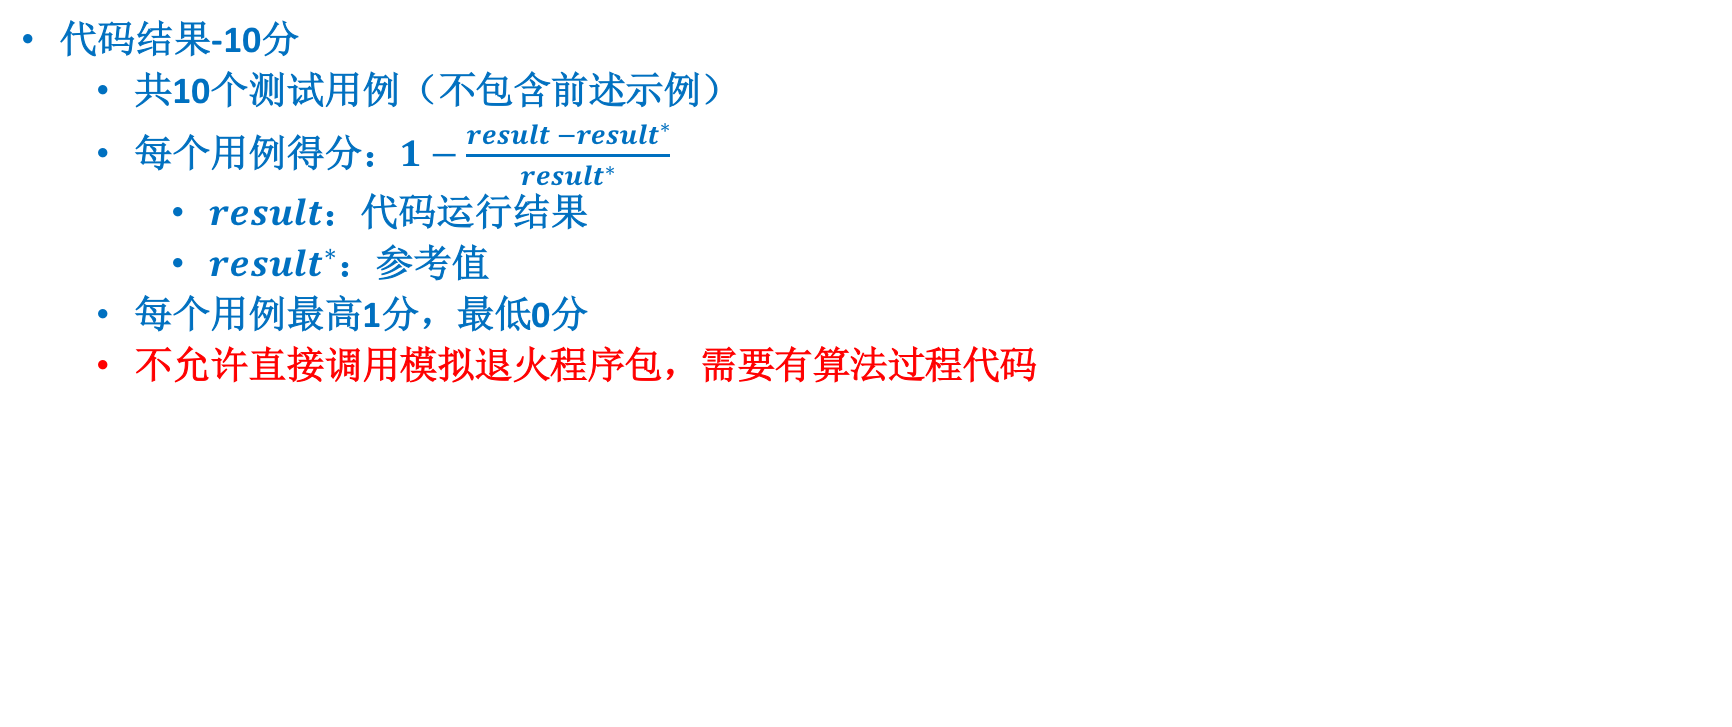 • 代码结果-10分
• 共10个测试用例（不包含前述示例）
• 每个用例得分：1 − \frac{result − result*}{result*}
• result：代码运行结果
• result*：参考值
• 每个用例最高1分，最低0分
• 不允许直接调用模拟退火程序包，需要有算法过程代码